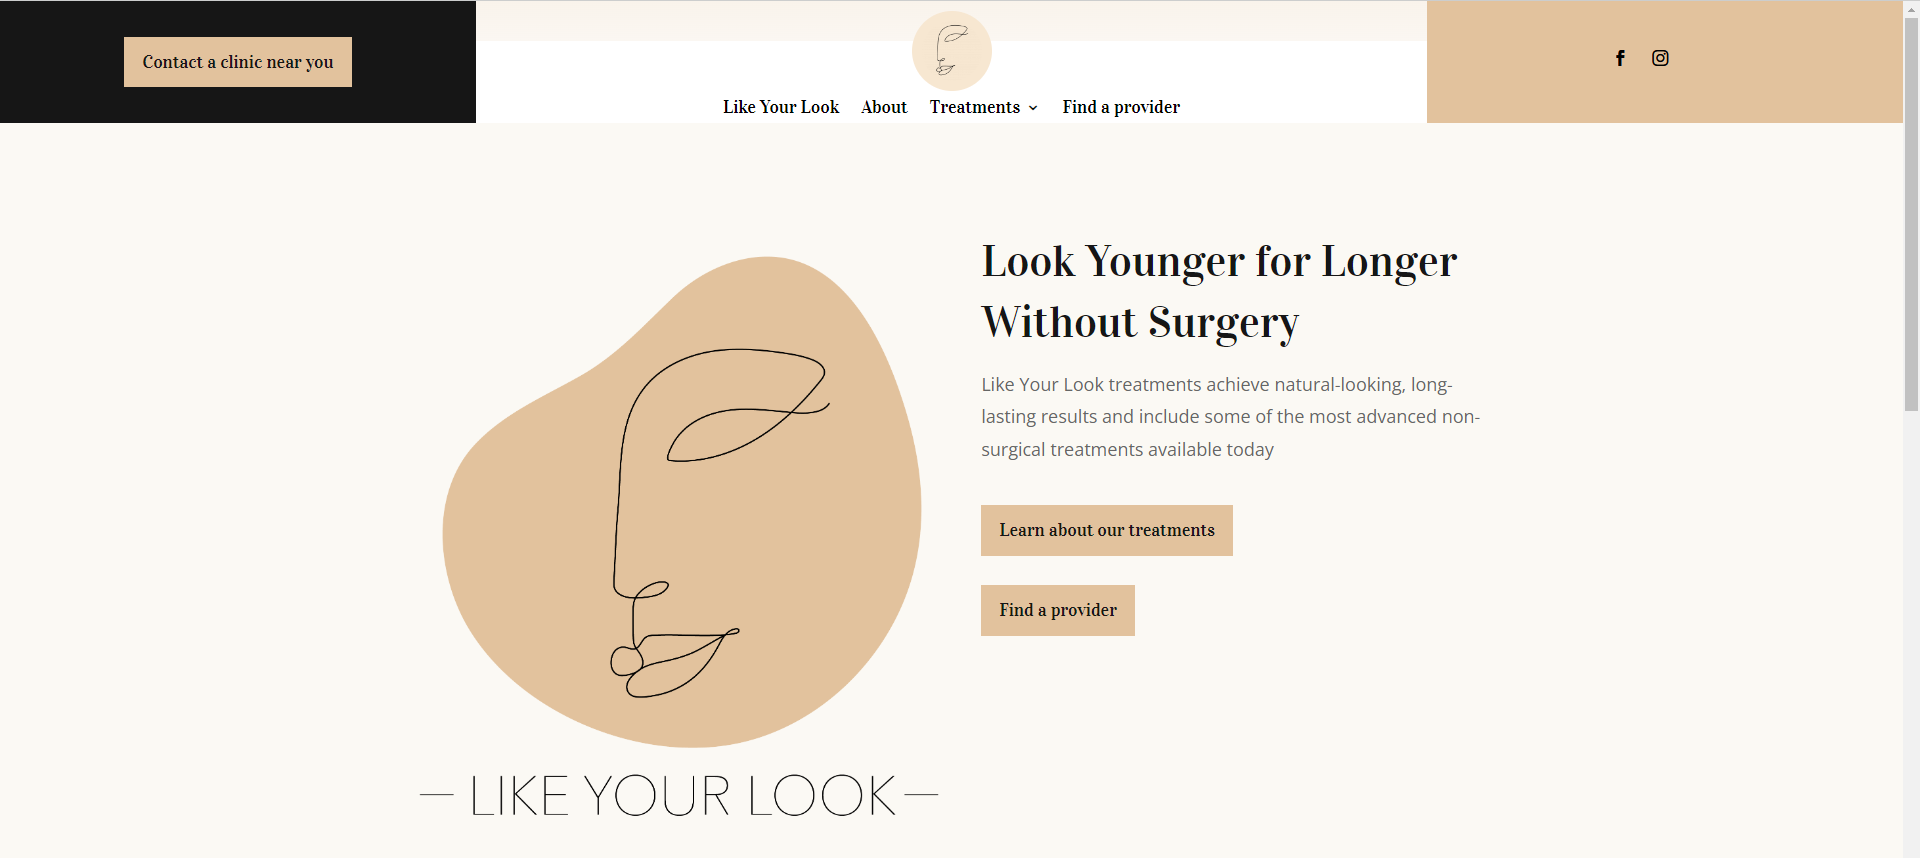 Contact a clinic near you
Like Your Look About Treatments Find a provider
Look Younger for Longer
Without Surgery
Like Your Look treatments achieve natural-looking, long-
lasting results and include some of the most advanced non-
surgical treatments available today
Learn about our treatments
Find a provider
LIKE YOUR LOOK